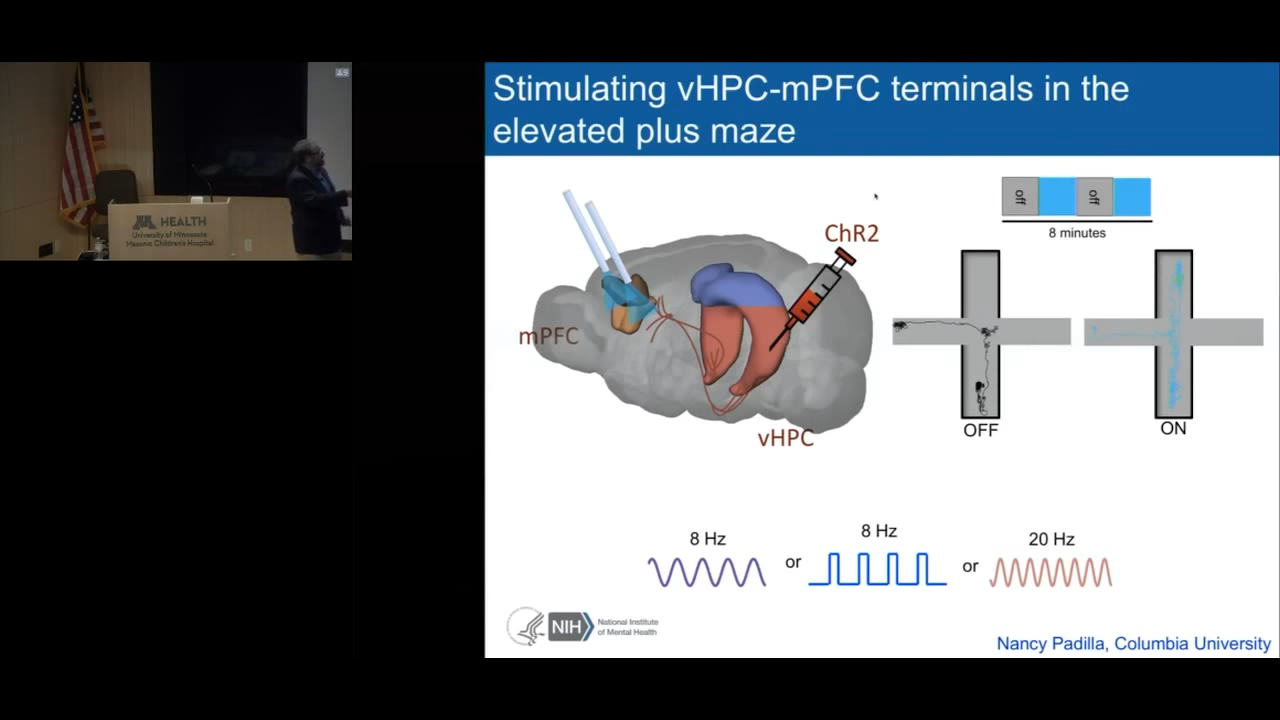 HEALTH
University of Minnesota
Masonic Children's Hospital
Stimulating vHPC-mPFC terminals in the
elevated plus maze
off
off
8 minutes
ChR2
mPFC
vHPC
OFF
ON
8 Hz
or
8 Hz
or
20 Hz
NIH
National Institute
of Mental Health
Nancy Padilla, Columbia University